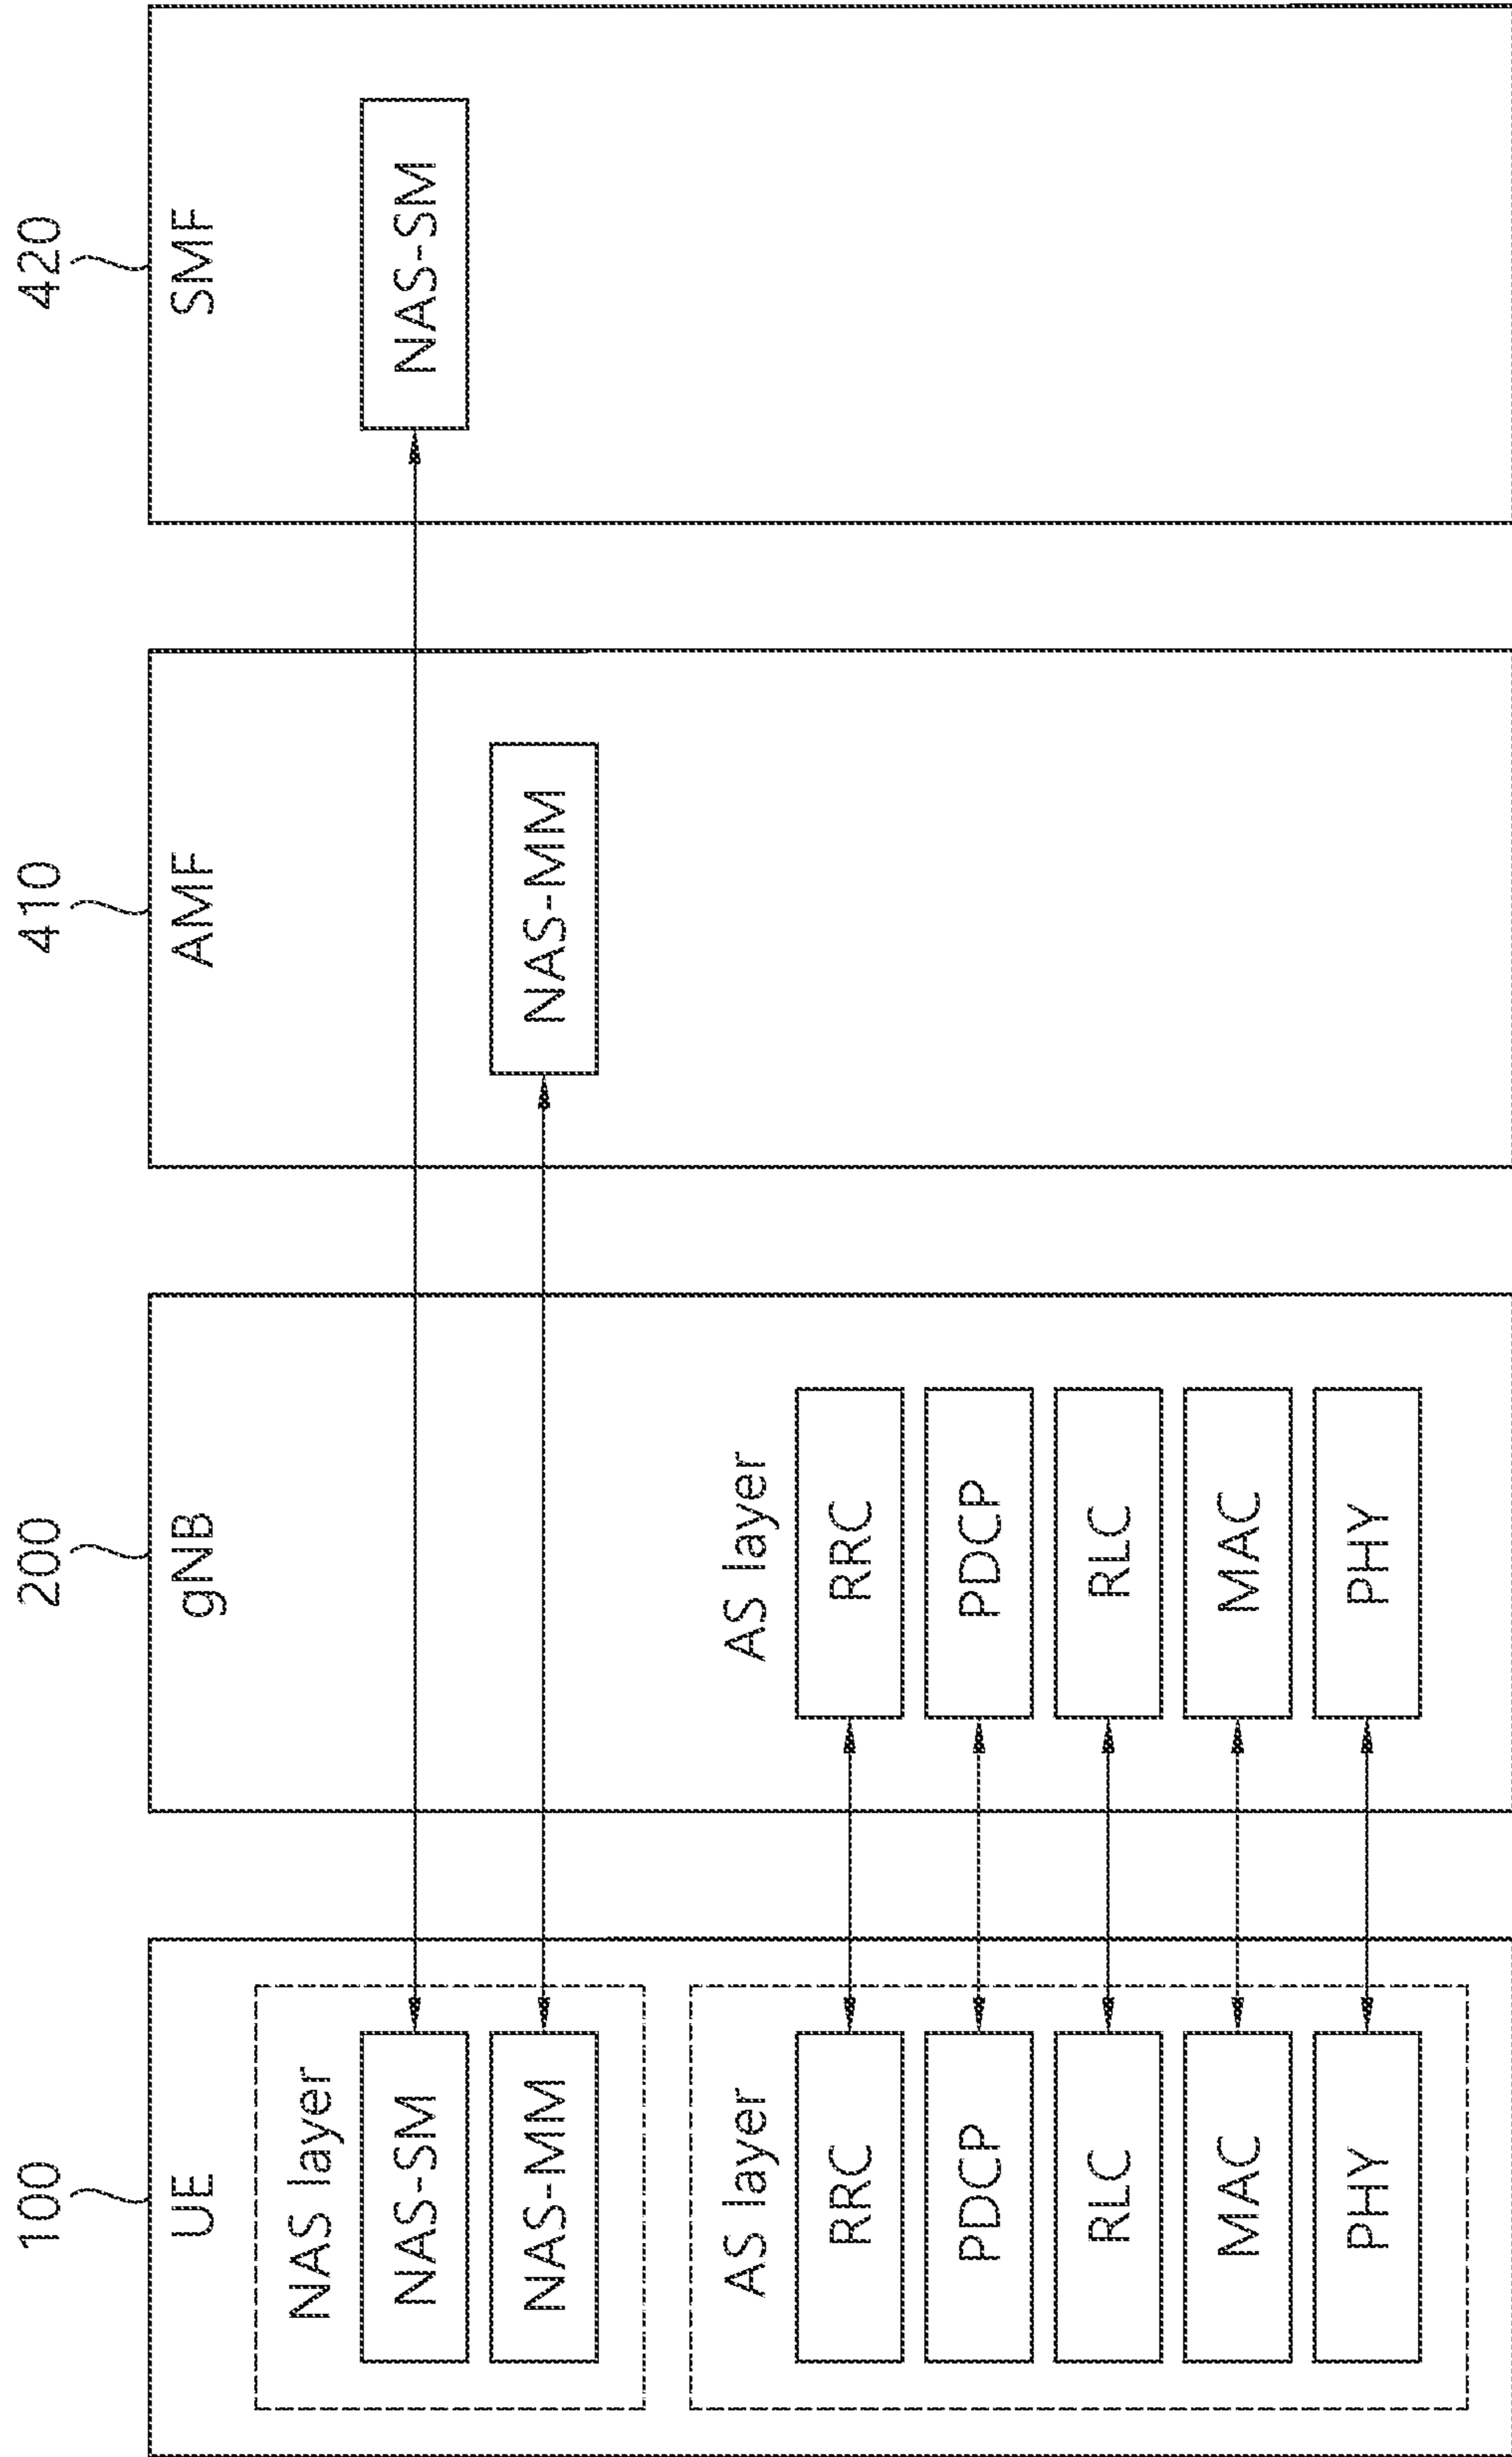 100
200
410
420
UE
gNB
AMF
SMF
NAS layer
NAS-SM
NAS-SM
NAS-MM
NAS-MM
AS layer
AS layer
RRC
RRC
PDCP
PDCP
RLC
RLC
MAC
MAC
PHY
PHY